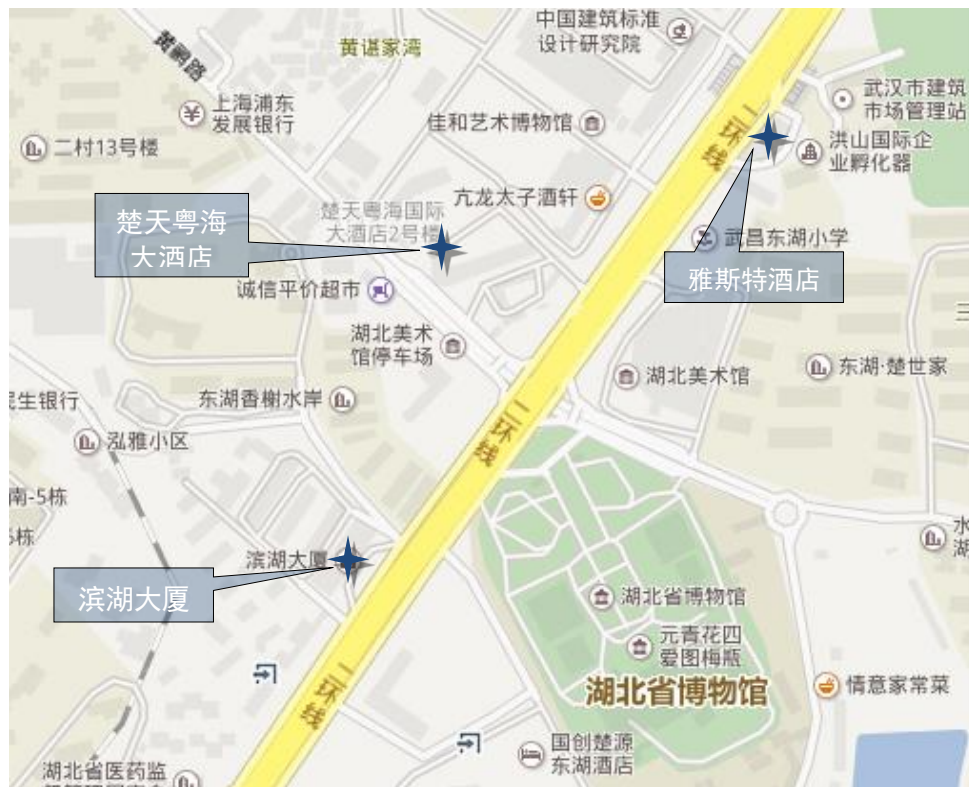 中国建筑标准
设计研究院
黄鹂路
黄谌家湾
武汉市建筑
市场管理站
上海浦东
发展银行
佳和艺术博物馆
二环线
洪山国际企
业孵化器
二村13号楼
亢龙太子酒轩
楚天粤海国际
大酒店2号楼
楚天粤海
大酒店
武昌东湖小学
雅斯特酒店
诚信平价超市
三
湖北美术
馆停车场
湖北美术馆
东湖·楚世家
民生银行
东湖香榭水岸
二环线
泓雅小区
南-5栋
栋
水
湖
滨湖大厦
滨湖大厦
湖北省博物馆
元青花四
爱图梅瓶
湖北省博物馆
情意家常菜
二环线
国创楚源
东湖酒店
湖北省医药监